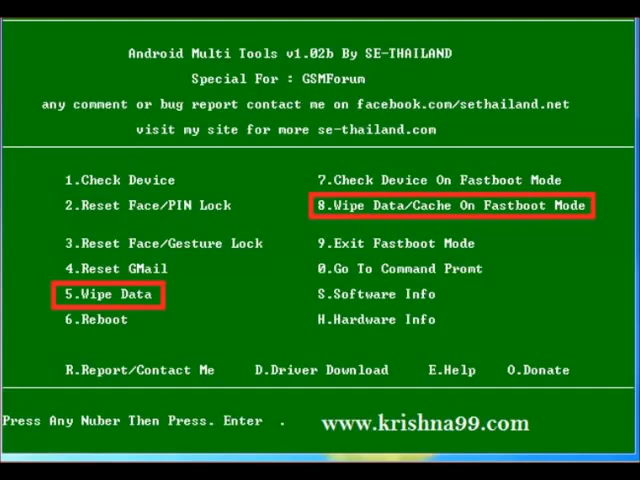 Android Multi Tools v1.02b By SE-THAILAND
Special For : GSMForum
any comment or bug report contact me on facebook.com/sethailand.net
visit my site for more se-thailand.com
1.Check Device
7.Check Device On Fastboot Mode
2.Reset Face/PIN Lock
8.Wipe Data/Cache On Fastboot Mode
3.Reset Face/Gesture Lock
9.Exit Fastboot Mode
4.Reset GMail
0.Go To Command Promt
5.Wipe Data
S.Software Info
6.Reboot
H.Hardware Info
R.Report/Contact Me D.Driver Download E.Help O.Donate
Press Any Nuber Then Press. Enter .
www.krishna99.com